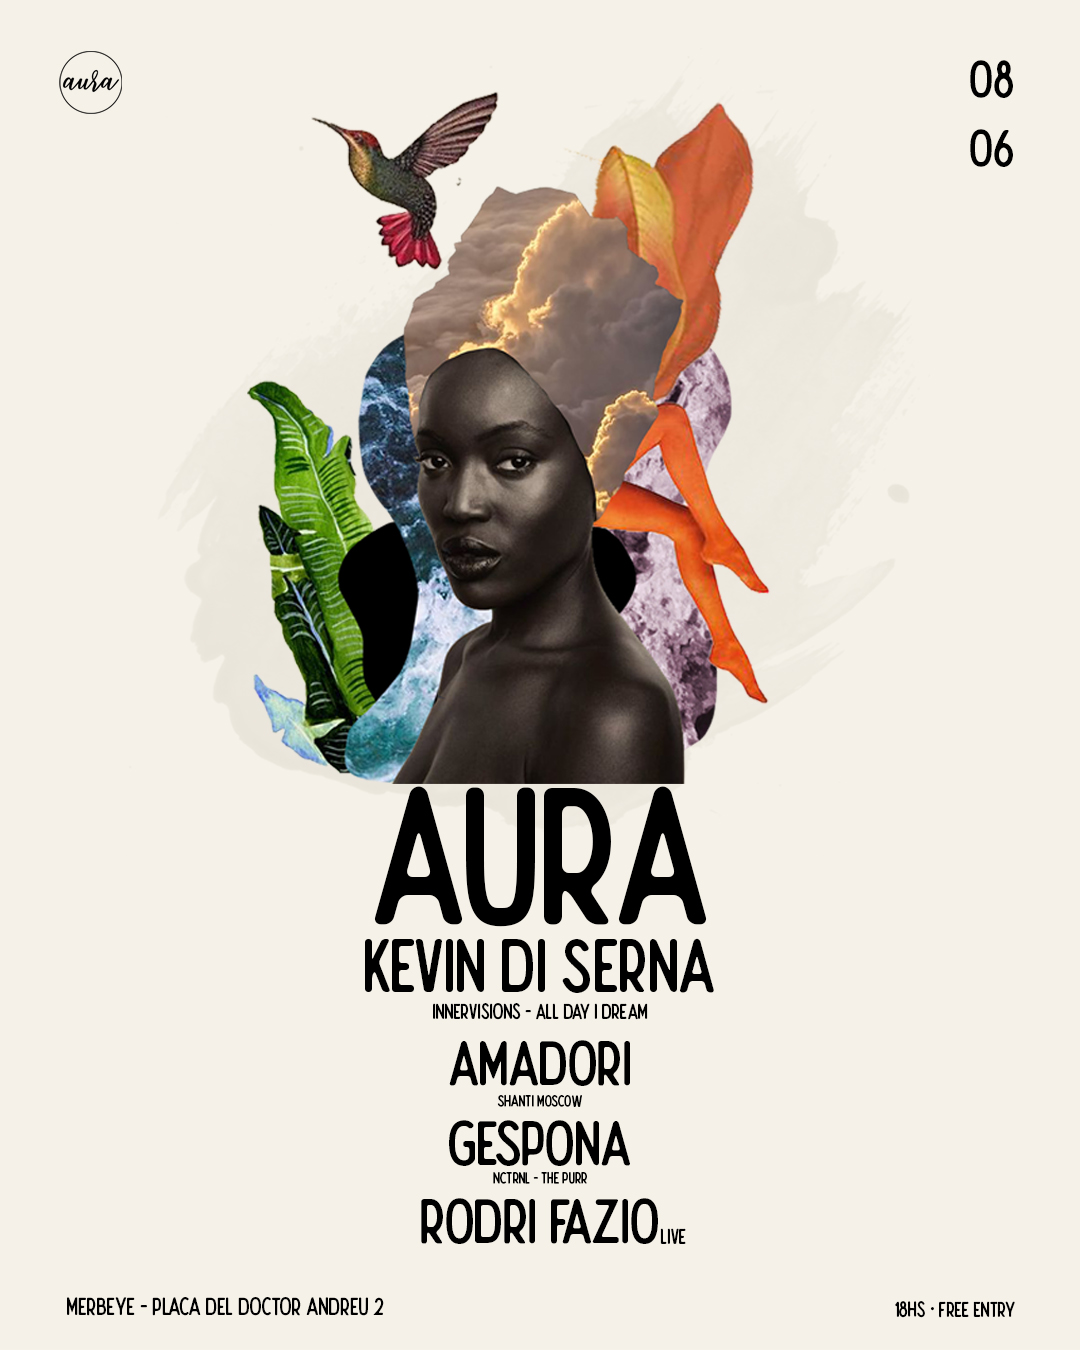 aura
08
06
AURA
KEVIN DI SERNA
INNERVISIONS - ALL DAY I DREAM
AMADORI
SHANTI MOSCOW
GESPONA
NCTRNL - THE PURR
RODRI FAZIO LIVE
MERBEYE - PLACA DEL DOCTOR ANDREU 2
18HS · FREE ENTRY